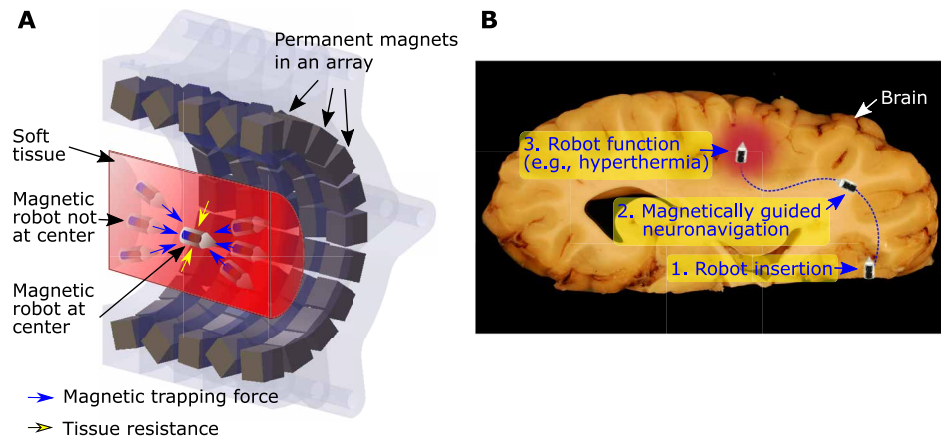 A
Permanent magnets
in an array
Soft
tissue
Magnetic
robot not
at center
Magnetic
robot at
center
Magnetic trapping force
Tissue resistance
B
Brain
3. Robot function
(e.g., hyperthermia)
2. Magnetically guided
neuronavigation
1. Robot insertion